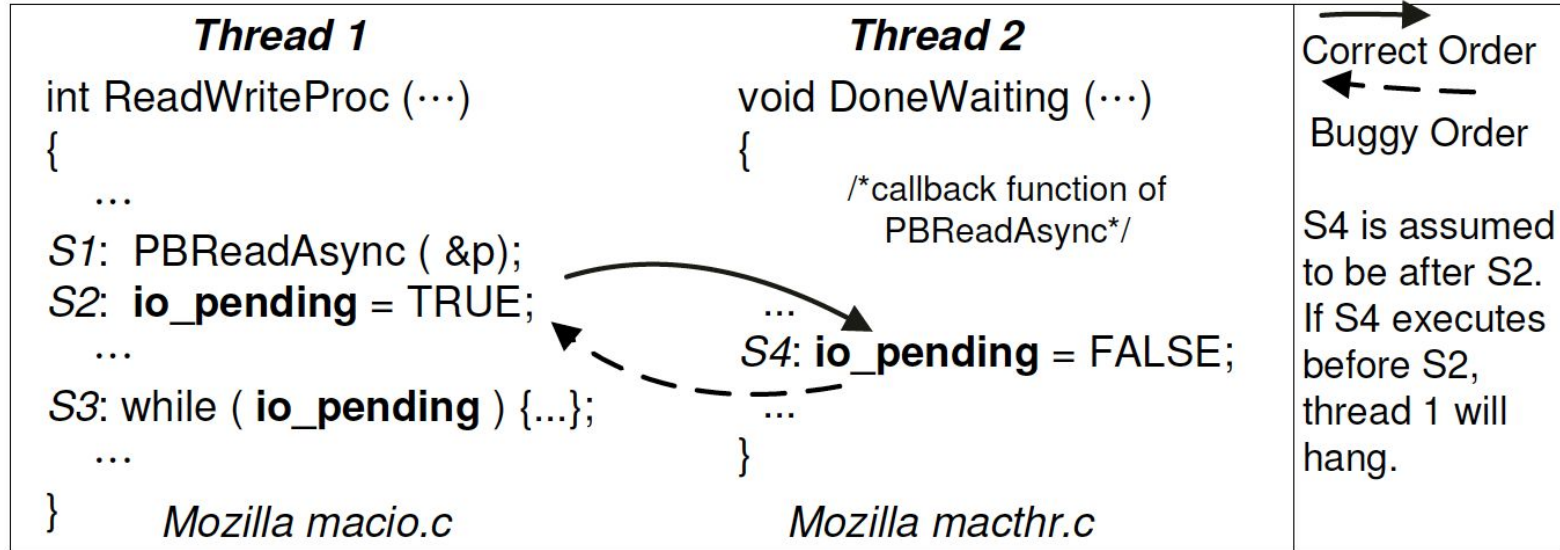 Thread 1
int ReadWriteProc (···)
{
...
S1: PBReadAsync ( &p);
S2: io_pending = TRUE;
...
S3: while ( io_pending ) {...};
...
}
Mozilla macio.c
Thread 2
void DoneWaiting (···)
{
/*callback function of
PBReadAsync*/
...
S4: io_pending = FALSE;
...
}
Mozilla macthr.c
Correct Order
Buggy Order
S4 is assumed
to be after S2.
If S4 executes
before S2,
thread 1 will
hang.